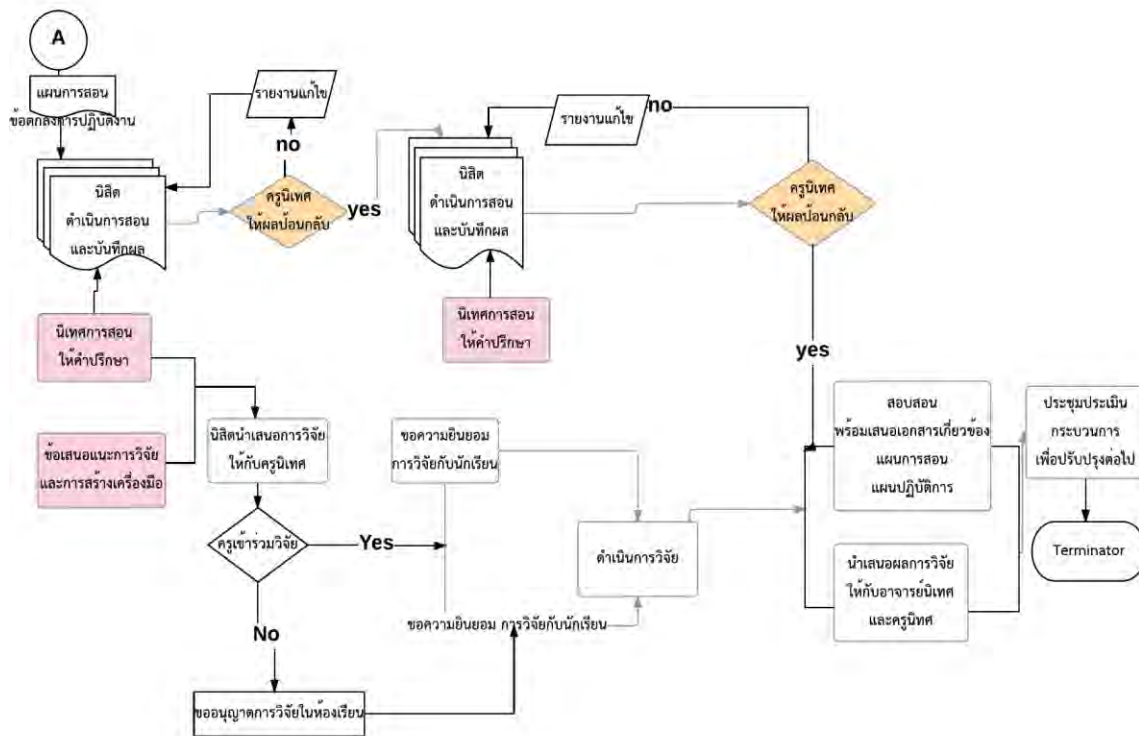 A
แผนการสอน
ข้อตกลงการปฏิบัติงาน
นิสิต
ดำเนินการสอน
และบันทึกผล
รายงานแก้ไข
no
ครูนิเทศ
ให้ผลป้อนกลับ
yes
นิสิต
ดำเนินการสอน
และบันทึกผล
รายงานแก้ไข
no
ครูนิเทศ
ให้ผลป้อนกลับ
yes
นิเทศการสอน
ให้คำปรึกษา
นิเทศการสอน
ให้คำปรึกษา
ข้อเสนอแนะการวิจัย
และการสร้างเครื่องมือ
นิสิตนำเสนอการวิจัย
ให้กับครูนิเทศ
ครูเข้าร่วมวิจัย
Yes
No
ขออนุญาตการวิจัยในห้องเรียน
ขอความยินยอม
การวิจัยกับนักเรียน
ขอความยินยอม การวิจัยกับนักเรียน
ดำเนินการวิจัย
สอบสอน
พร้อมเสนอเอกสารเกี่ยวข้อง
แผนการสอน
แผนปฏิบัติการ
นำเสนอผลการวิจัย
ให้กับอาจารย์นิเทศ
และครูนิทศ
ประชุมประเมิน
กระบวนการ
เพื่อปรับปรุงต่อไป
Terminator